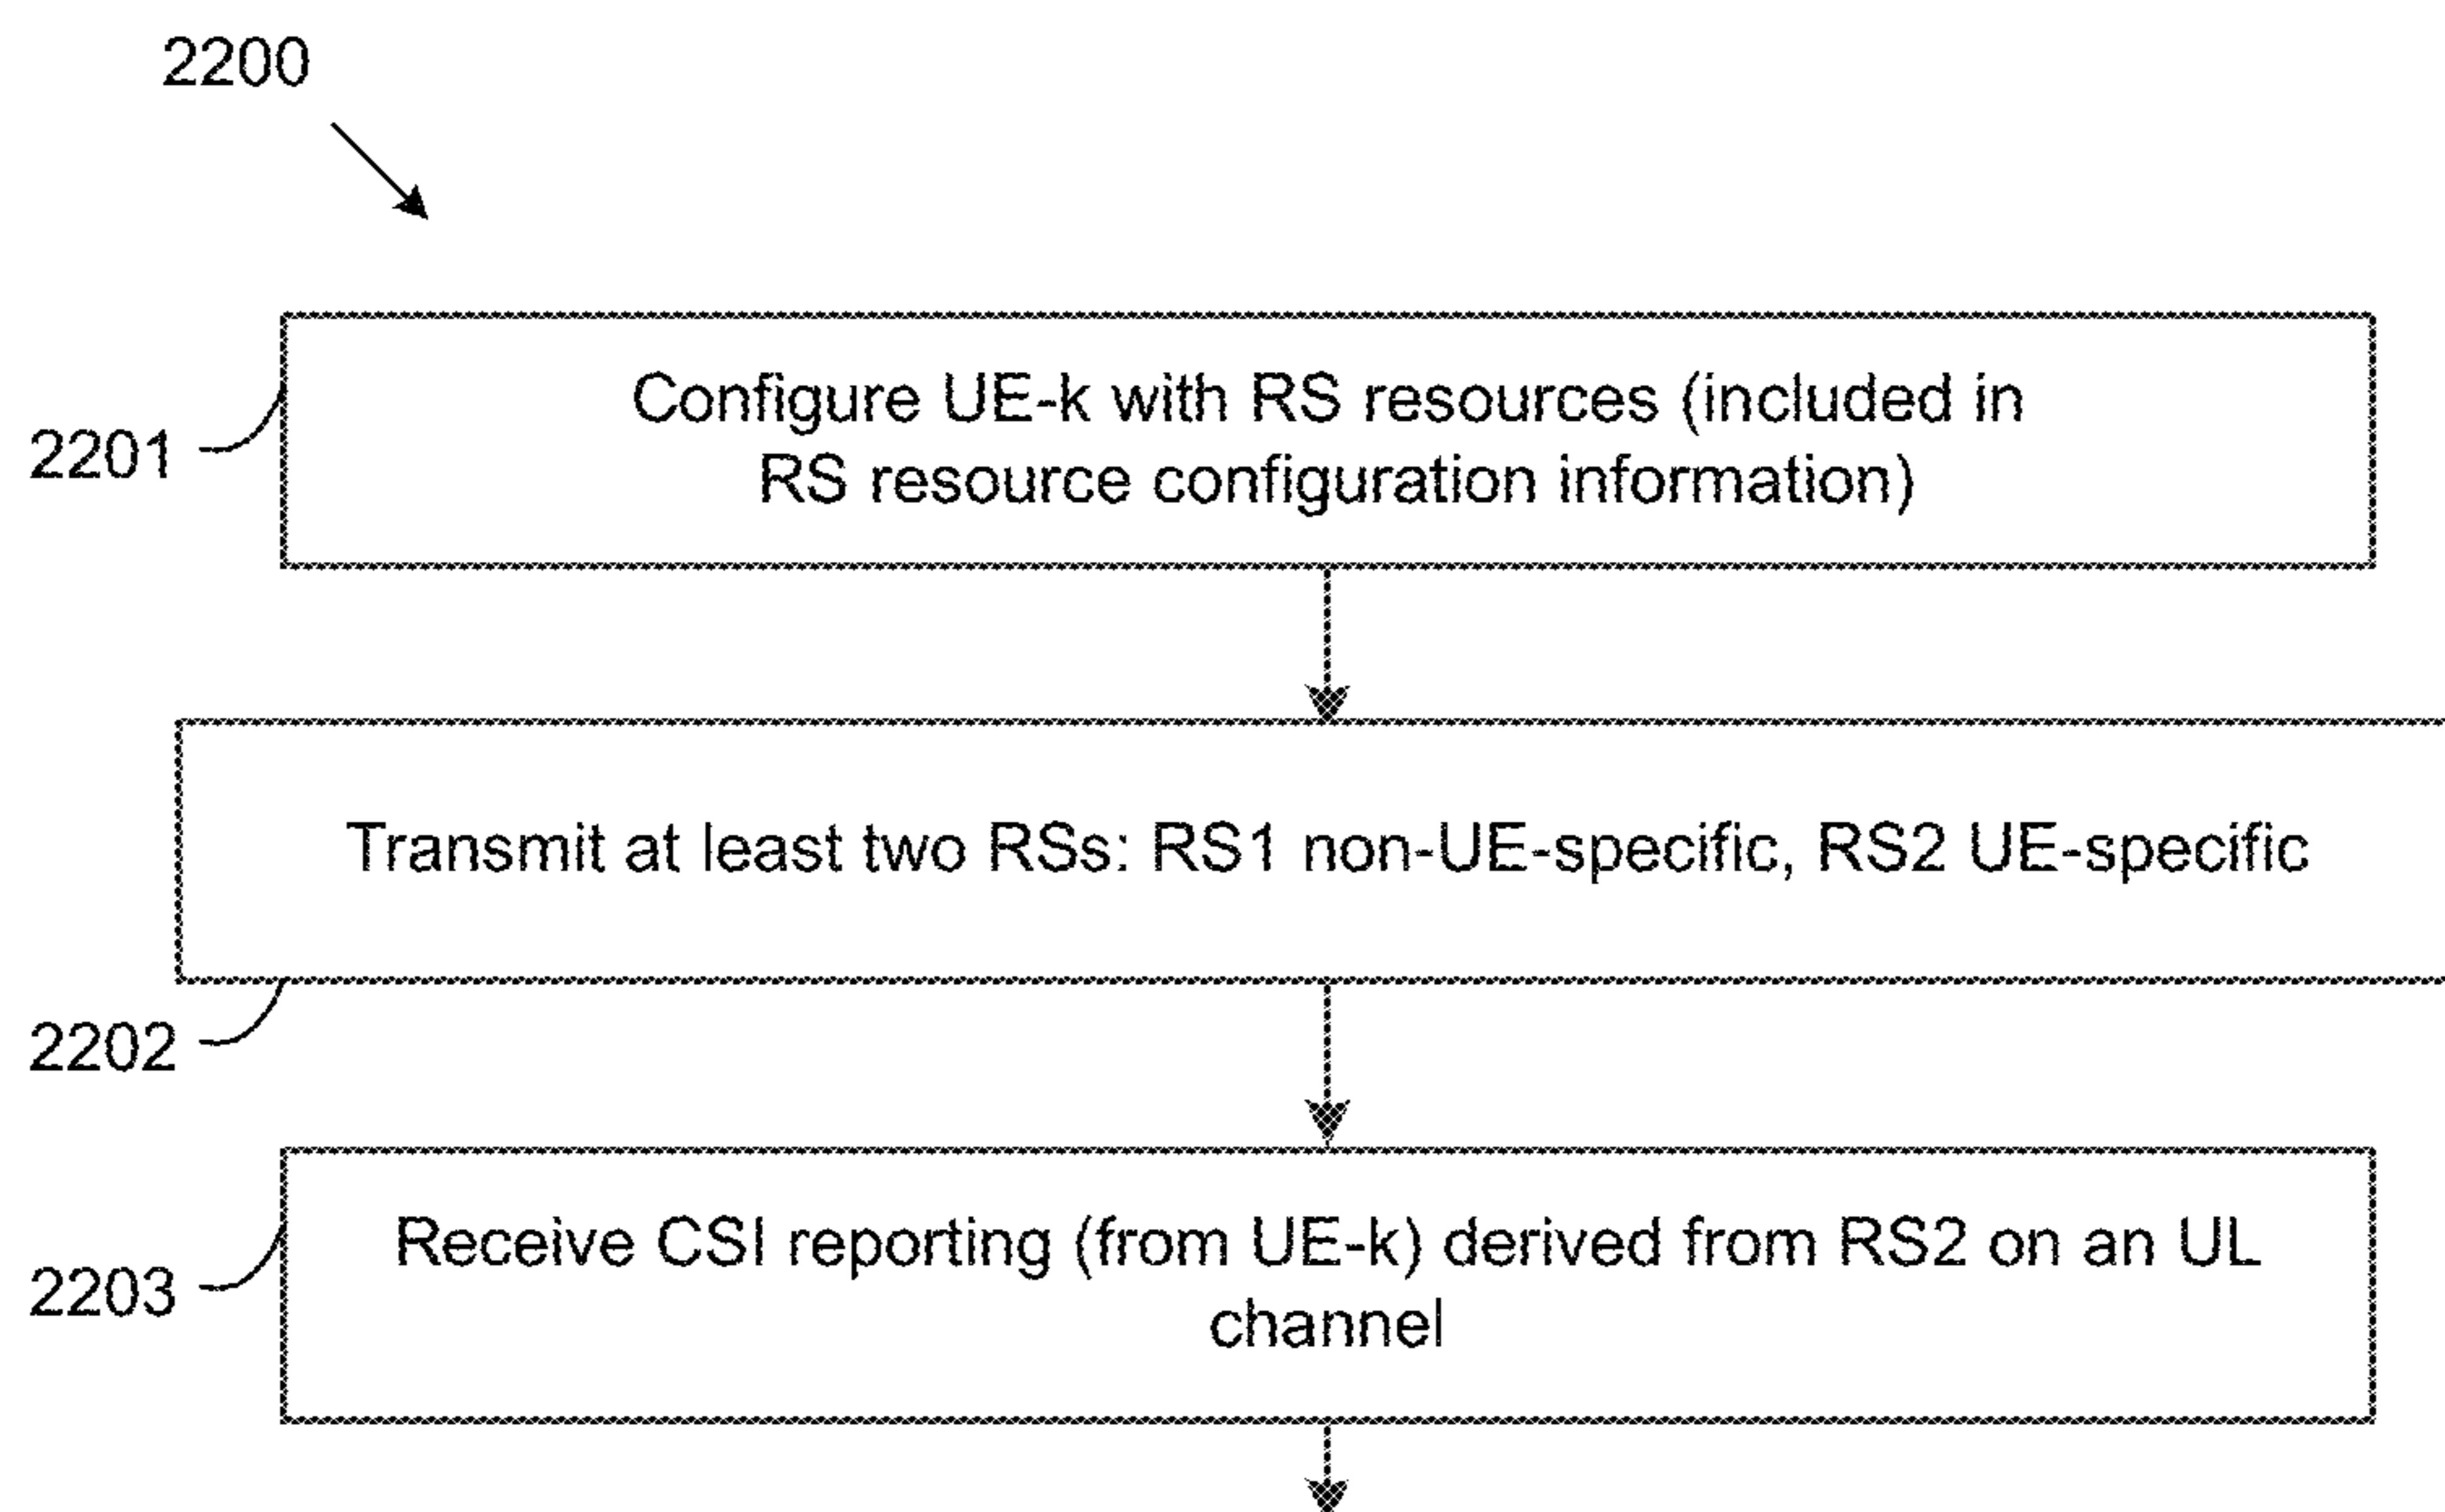 2200
Configure UE-k with RS resources (included in
RS resource configuration information)
2201
Transmit at least two RSs: RS1 non-UE-specific, RS2 UE-specific
2202
Receive CSI reporting (from UE-k) derived from RS2 on an UL
channel
2203